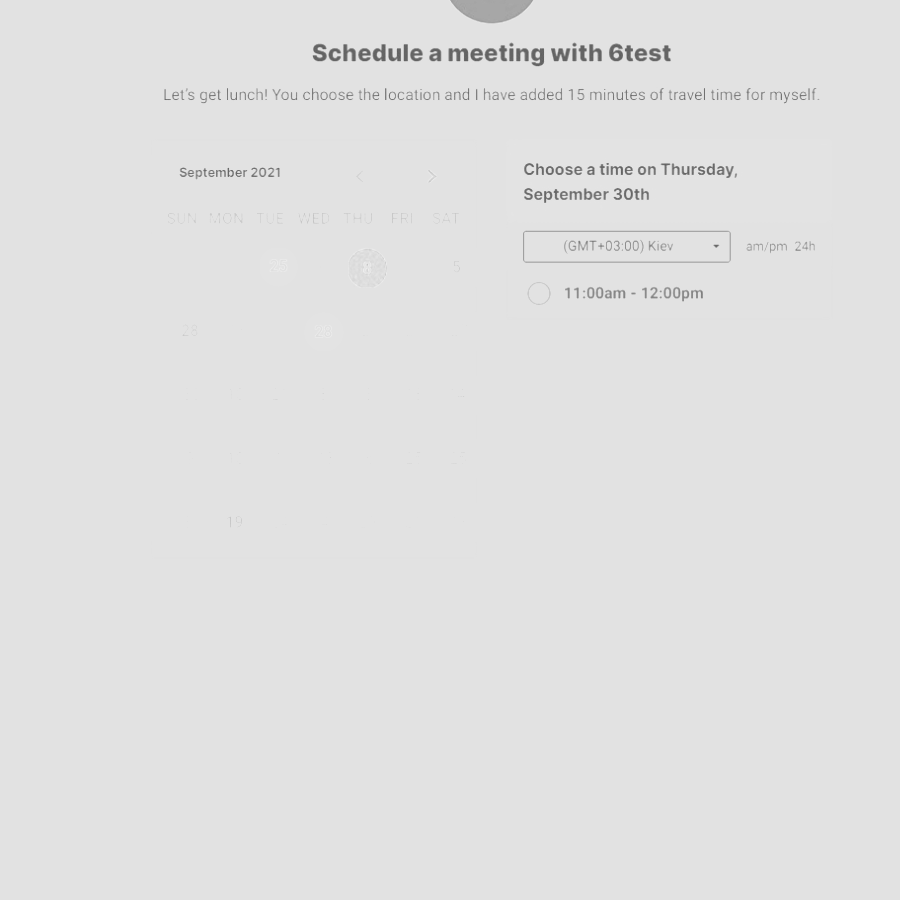 Schedule a meeting with 6test
Let's get lunch! You choose the location and I have added 15 minutes of travel time for myself.
September 2021
SUN MON TUE WED THU FRI SAT
5
28
19
Choose a time on Thursday,
September 30th
(GMT+03:00) Kiev
am/pm 24h
11:00am - 12:00pm